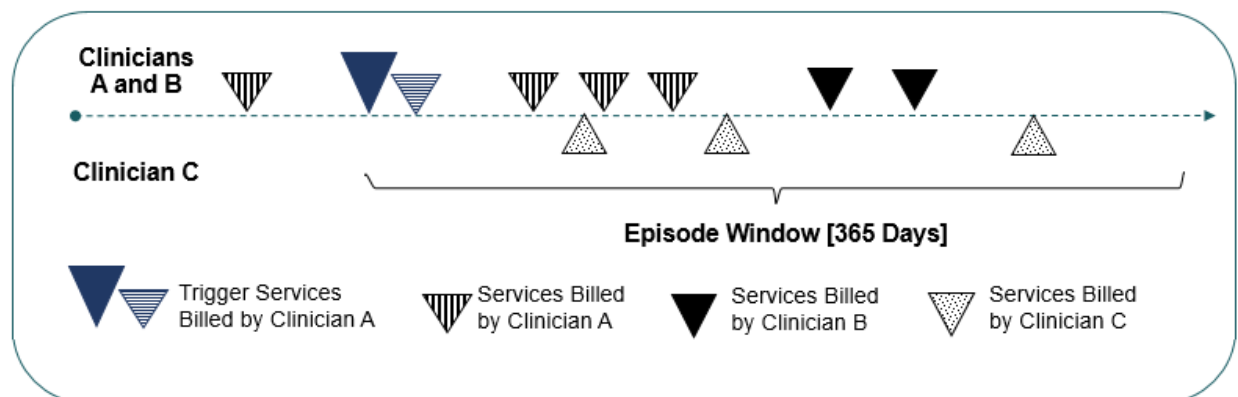 Clinicians
A and B
Clinician C
Episode Window [365 Days]
Trigger Services
Billed by Clinician A
Services Billed
by Clinician A
Services Billed
by Clinician B
Services Billed
by Clinician C